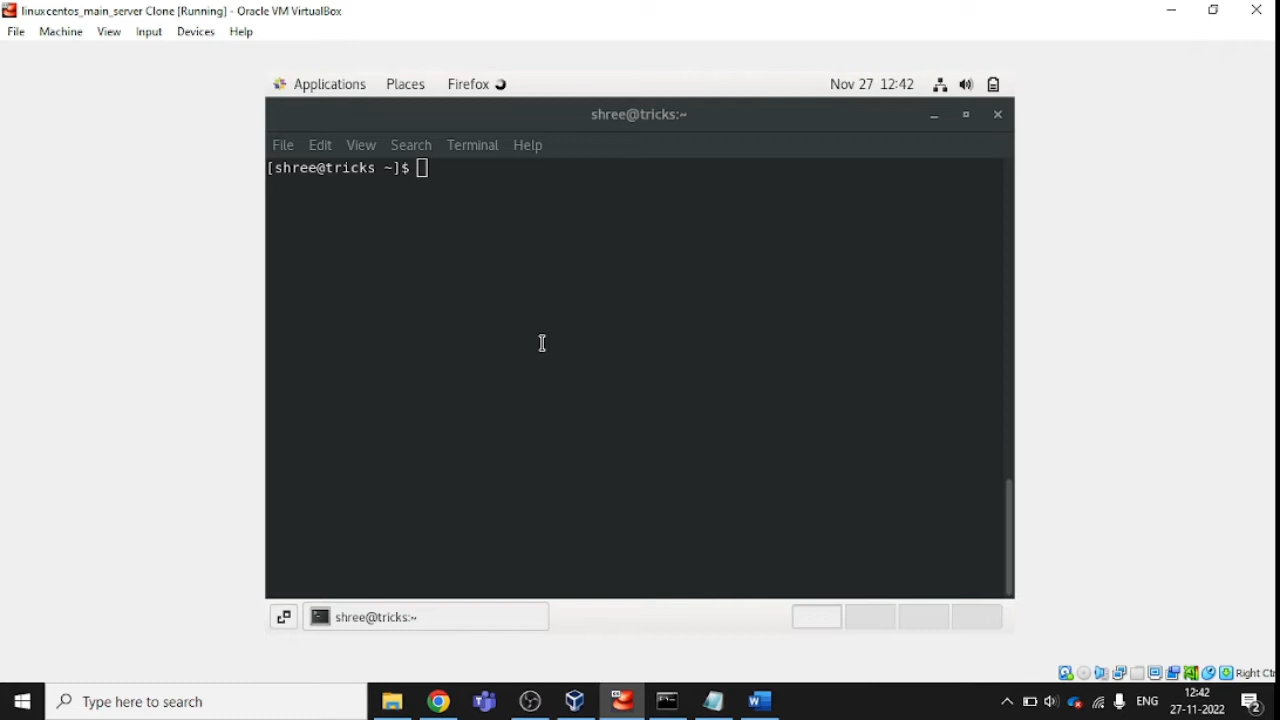 linuxcentos_main_server Clone [Running] - Oracle VM VirtualBox
File Machine View Input Devices Help
Applications Places Firefox Nov 27 12:42
shree@tricks:~
File Edit View Search Terminal Help
[shree@tricks ~]$
shree@tricks:~
Right Ctr
Type here to search
ENG
12:42
27-11-2022
2